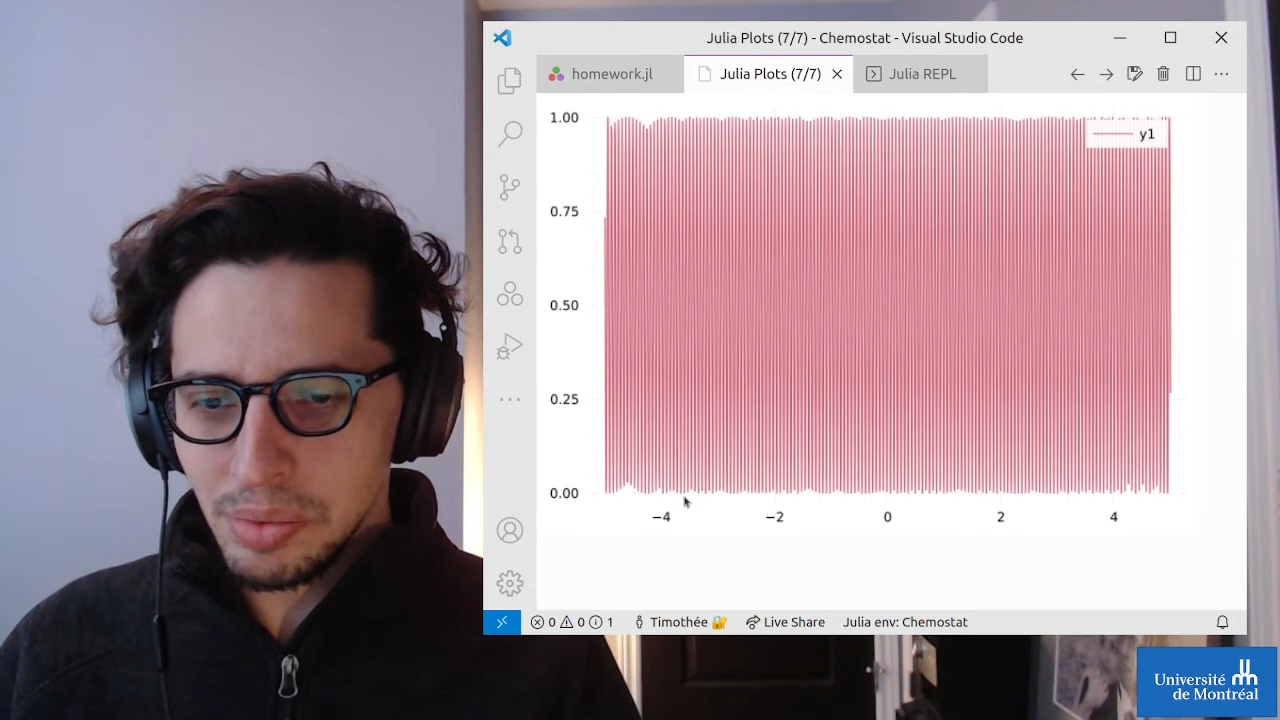 Julia Plots (7/7) - Chemostat - Visual Studio Code
homework.jl
Julia Plots (7/7)
Julia REPL
1.00
0.75
0.50
0.25
0.00
y1
−4
−2
0
2
4
0 0 1
Timothée
Live Share
Julia env: Chemostat
Université
de Montréal